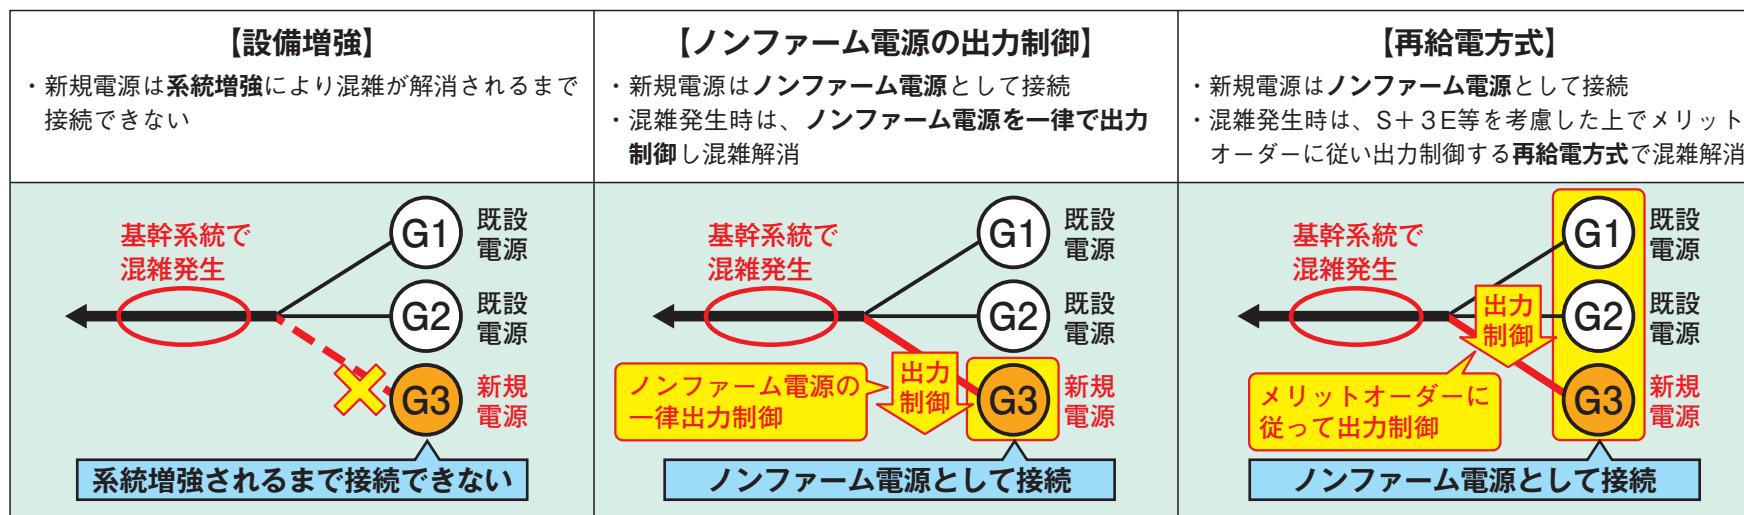 【設備増強】
・新規電源は系統増強により混雑が解消されるまで
接続できない
基幹系統で
混雑発生
G1
既設
電源
G2
既設
電源
G3
新規
電源
系統増強されるまで接続できない
【ノンファーム電源の出力制御】
・新規電源はノンファーム電源として接続
・混雑発生時は、ノンファーム電源を一律で出力
制御し混雑解消
基幹系統で
混雑発生
G1
既設
電源
G2
既設
電源
ノンファーム電源の
一律出力制御
出力
制御
G3
新規
電源
ノンファーム電源として接続
【再給電方式】
・新規電源はノンファーム電源として接続
・混雑発生時は、S+3E等を考慮した上でメリット
オーダーに従い出力制御する再給電方式で混雑解消
基幹系統で
混雑発生
G1
既設
電源
出力
制御
G2
既設
電源
メリットオーダーに
従って出力制御
G3
新規
電源
ノンファーム電源として接続